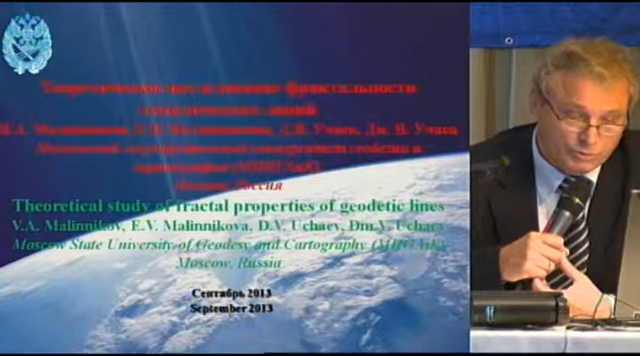 Теоретическое исследование фрактальности
геодезических линий
В.А. Малинников, Е.В. Малинникова, Д.В. Учаев, Дм. В. Учаев
Московский государственный университет геодезии и
картографии (МИИГАиК)
Москва, Россия
Theoretical study of fractal properties of geodetic lines
V.A. Malinnikov, E.V. Malinnikova, D.V. Uchaev, Dm.V. Uchaev
Moscow State University of Geodesy and Cartography (MIIGAiK)
Moscow, Russia
Сентябрь 2013
September 2013